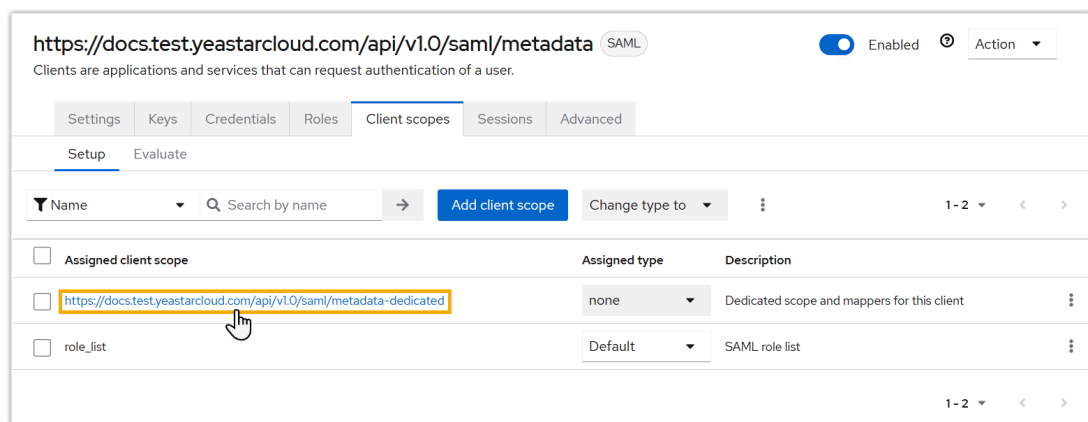 https://docs.test.yeastarcloud.com/api/v1.0/saml/metadata SAML Enabled Action
Clients are applications and services that can request authentication of a user.
Settings Keys Credentials Roles Client scopes Sessions Advanced
Setup Evaluate
Name Search by name Add client scope Change type to 1 - 2
Assigned client scope Assigned type Description
https://docs.test.yeastarcloud.com/api/v1.0/saml/metadata-dedicated none Dedicated scope and mappers for this client
role_list Default SAML role list
1 - 2